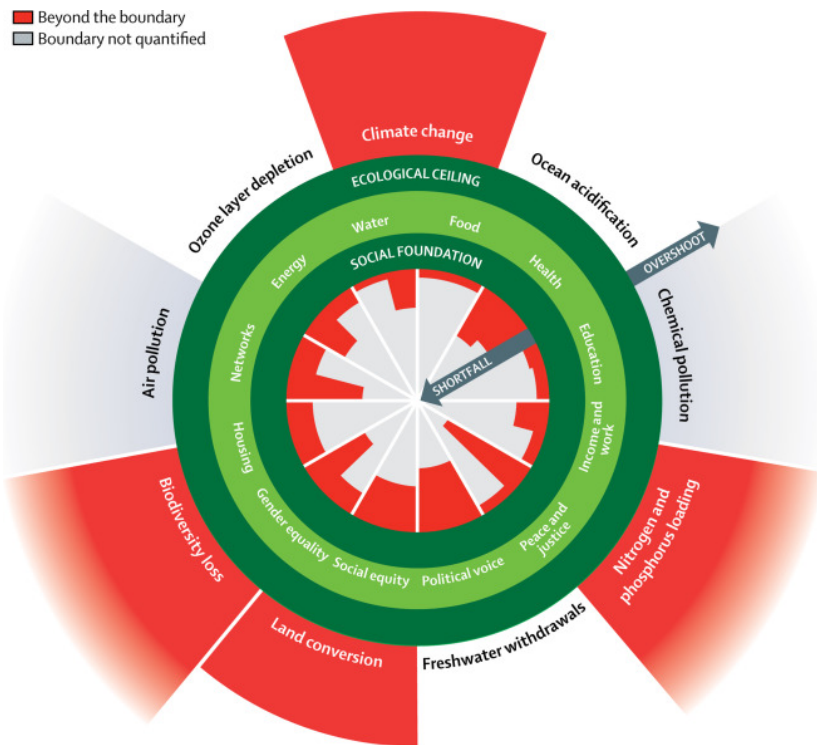 Beyond the boundary
Boundary not quantified
Climate change
Ozone layer depletion
Ocean acidification
ECOLOGICAL CEILING
Water
Food
Energy
Health
SOCIAL FOUNDATION
OVERSHOOT
Air pollution
Networks
SHORTFALL
Education
Chemical pollution
Housing
Income and
work
Biodiversity loss
Gender equality
Social equity
Political voice
Peace and
justice
Nitrogen and
phosphorus loading
Land conversion
Freshwater withdrawals